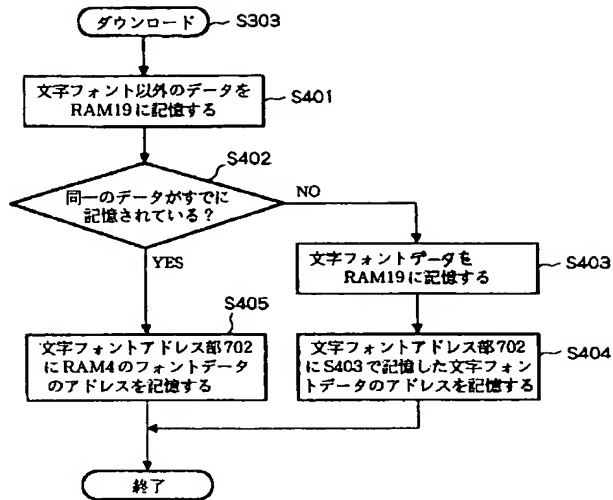 ダウンロード
S303
文字フォント以外のデータを
RAM19に記憶する
S401
S402
同一のデータがすでに
記憶されている?
NO
YES
文字フォントデータを
RAM19に記憶する
S403
S405
文字フォントアドレス部702
にRAM4のフォントデータ
のアドレスを記憶する
文字フォントアドレス部702
にS403で記憶した文字フォン
トデータのアドレスを記憶する
S404
終了